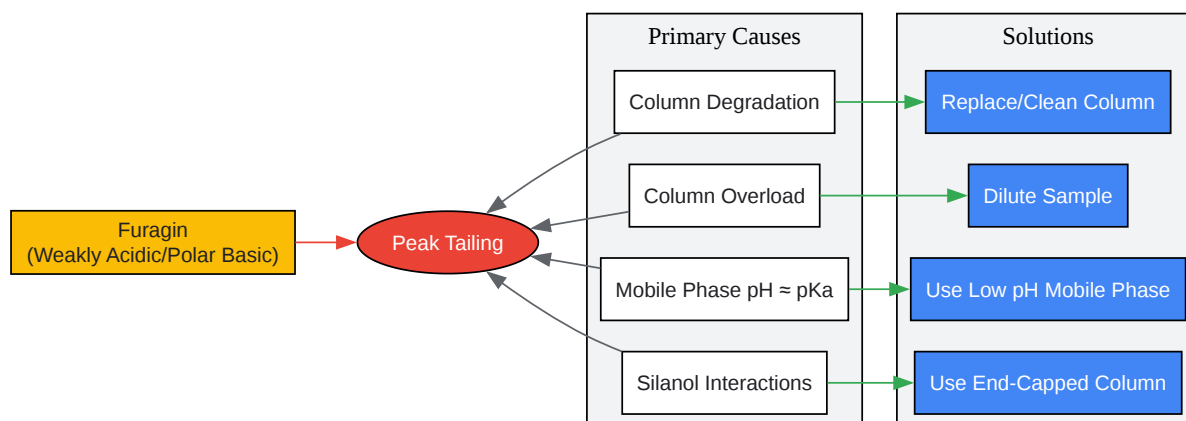 Primary Causes
Solutions
Column Degradation
Replace/Clean Column
Column Overload
Dilute Sample
Furagin
(Weakly Acidic/Polar Basic)
Peak Tailing
Mobile Phase pH ≈ pKa
Use Low pH Mobile Phase
Silanol Interactions
Use End-Capped Column